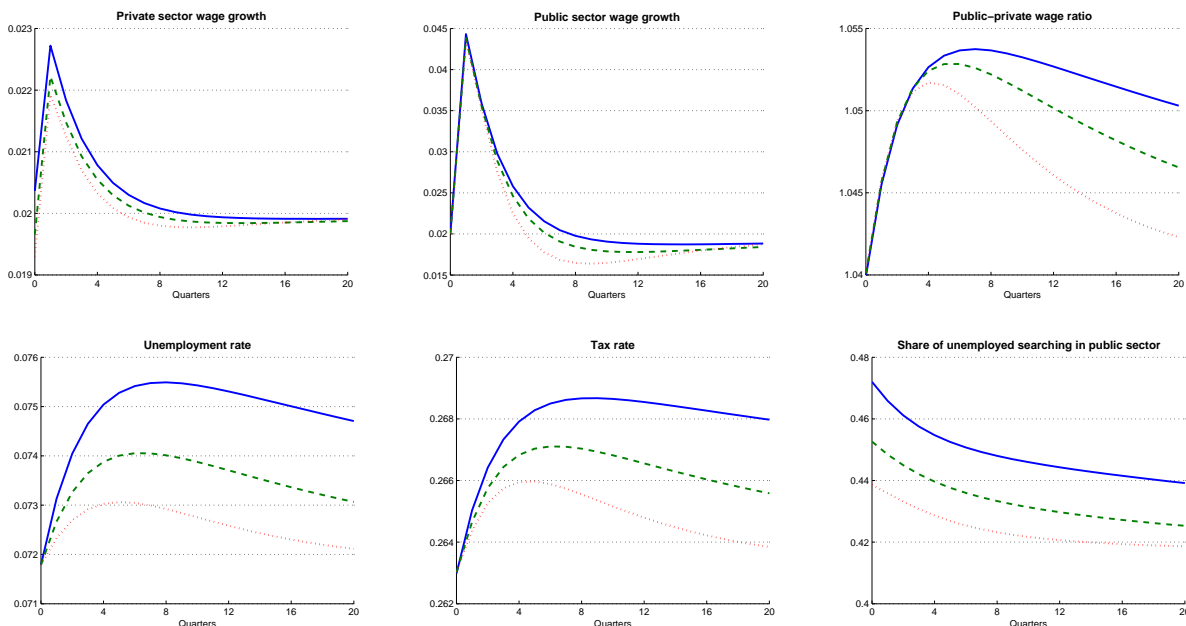 Private sector wage growth
0.023
0.022
0.021
0.02
0.019
0 4 8 12 16 20
Quarters
Public sector wage growth
0.045
0.04
0.035
0.03
0.025
0.02
0.015
0 4 8 12 16 20
Quarters
Public−private wage ratio
1.055
1.05
1.045
1.04
0 4 8 12 16 20
Quarters
Unemployment rate
0.076
0.075
0.074
0.073
0.072
0.071
0 4 8 12 16 20
Quarters
Tax rate
0.27
0.268
0.266
0.264
0.262
0 4 8 12 16 20
Quarters
Share of unemployed searching in public sector
0.48
0.46
0.44
0.42
0.4
0 4 8 12 16 20
Quarters